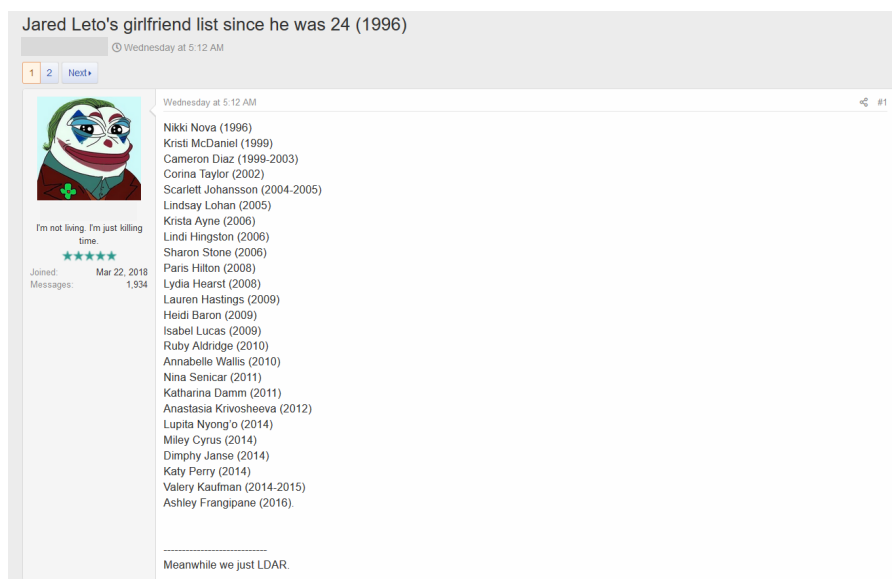 Jared Leto's girlfriend list since he was 24 (1996)
Wednesday at 5:12 AM
1 2 Next▸
Wednesday at 5:12 AM #1
Nikki Nova (1996)
Kristi McDaniel (1999)
Cameron Diaz (1999-2003)
Corina Taylor (2002)
Scarlett Johansson (2004-2005)
Lindsay Lohan (2005)
Krista Ayne (2006)
Lindi Hingston (2006)
Sharon Stone (2006)
Paris Hilton (2008)
Lydia Hearst (2008)
Lauren Hastings (2009)
Heidi Baron (2009)
Isabel Lucas (2009)
Ruby Aldridge (2010)
Annabelle Wallis (2010)
Nina Senicar (2011)
Katharina Damm (2011)
Anastasia Krivosheeva (2012)
Lupita Nyong’o (2014)
Miley Cyrus (2014)
Dimphy Janse (2014)
Katy Perry (2014)
Valery Kaufman (2014-2015)
Ashley Frangipane (2016).
----------------------------
Meanwhile we just LDAR.
I'm not living. I'm just killing
time.
★★★★★
Joined: Mar 22, 2018
Messages: 1,934